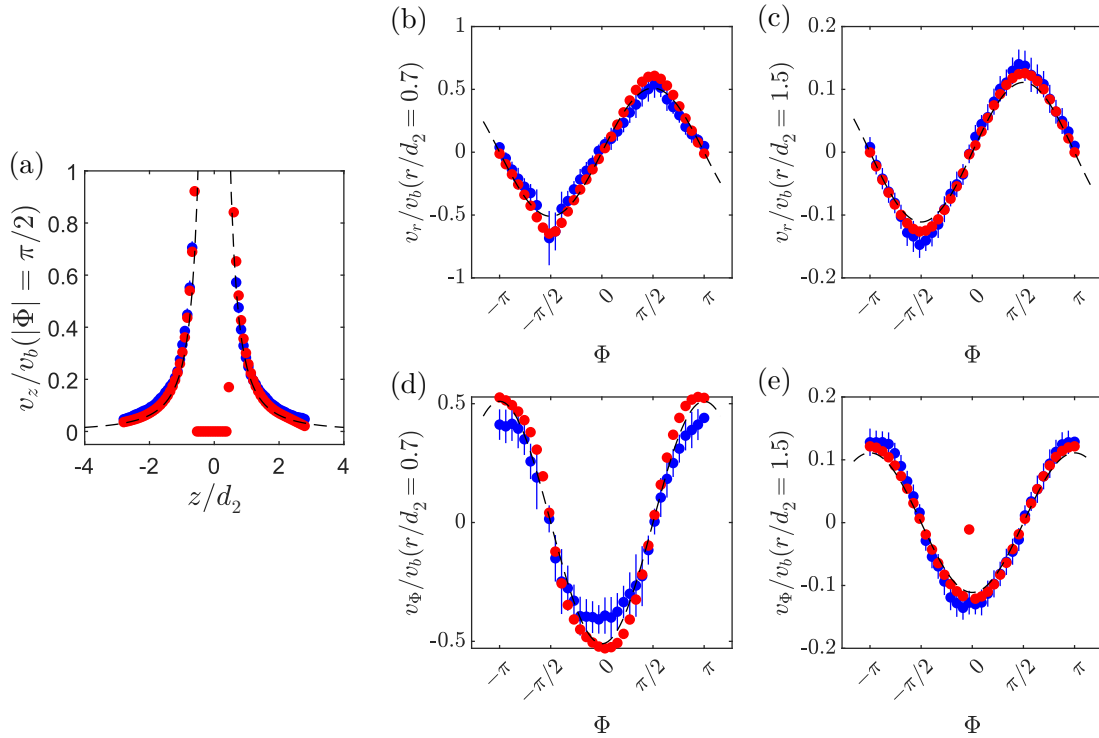 (a)
1
0.8
0.6
0.4
0.2
0
-4
-2
0
2
4
v_z/v_b(|Φ| = π/2)
z/d_2
(b)
1
0.5
0
-0.5
-1
−π
−π/2
0
π/2
π
v_r/v_b(r/d_2 = 0.7)
Φ
(c)
0.2
0.1
0
-0.1
-0.2
−π
−π/2
0
π/2
π
v_r/v_b(r/d_2 = 1.5)
Φ
(d)
0.5
0
-0.5
−π
−π/2
0
π/2
π
v_Φ/v_b(r/d_2 = 0.7)
Φ
(e)
0.2
0.1
0
-0.1
-0.2
−π
−π/2
0
π/2
π
v_Φ/v_b(r/d_2 = 1.5)
Φ